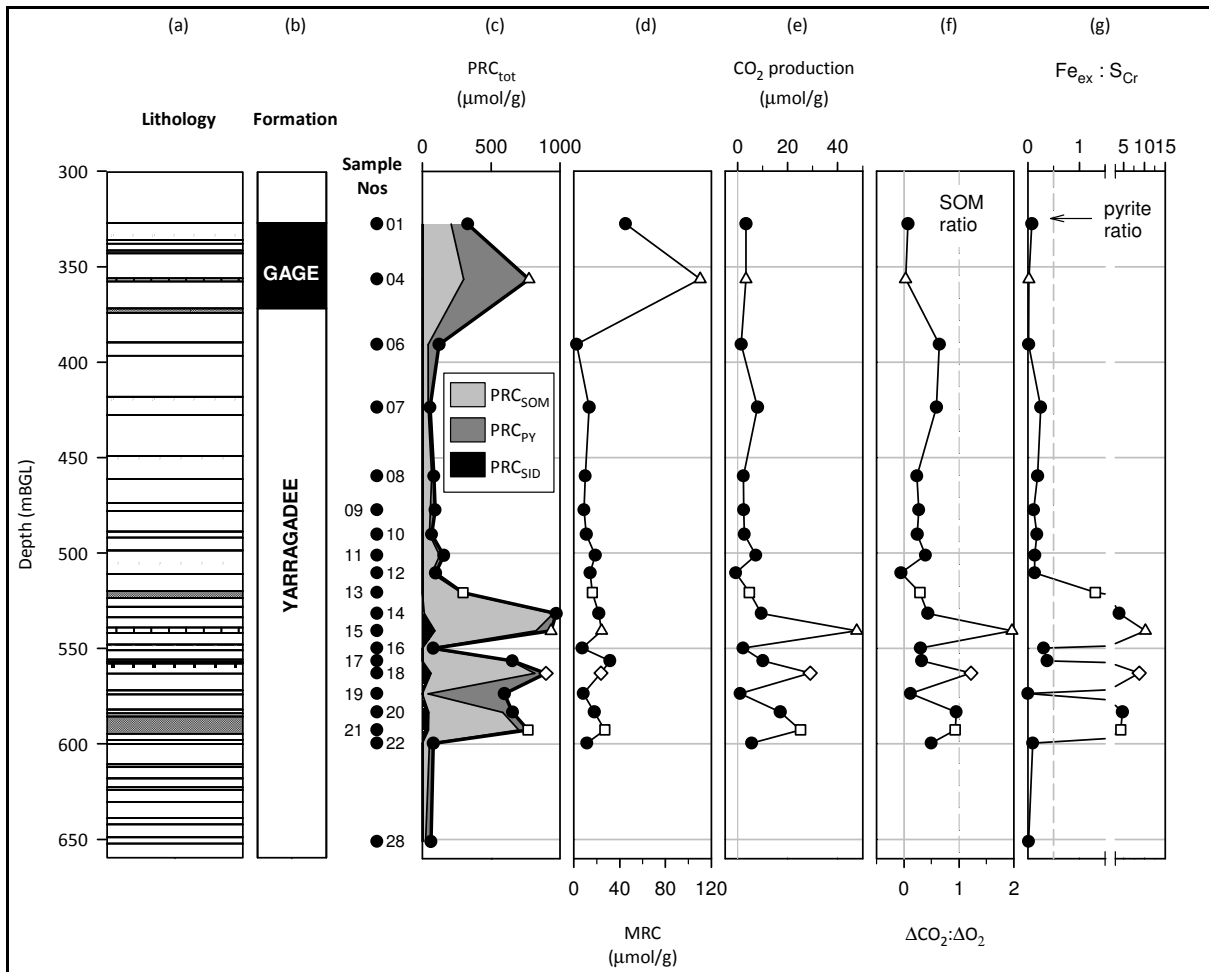 (a) (b) (c) (d) (e) (f) (g)
PRCtot CO2 production Feex : SCr
(μmol/g) (μmol/g)
Lithology Formation
0 500 1000 0 20 40 0 1 5 10 15
Sample
Nos
300
350
400
450
500
550
600
650
Depth (mBGL)
GAGE
YARRAGADEE
01
04
06
07
08
09
10
11
12
13
14
15
16
17
18
19
20
21
22
28
PRCSOM
PRCPY
PRCSID
SOM
ratio
pyrite
ratio
0 40 80 120
0 1 2
MRC
(μmol/g)
ΔCO2:ΔO2